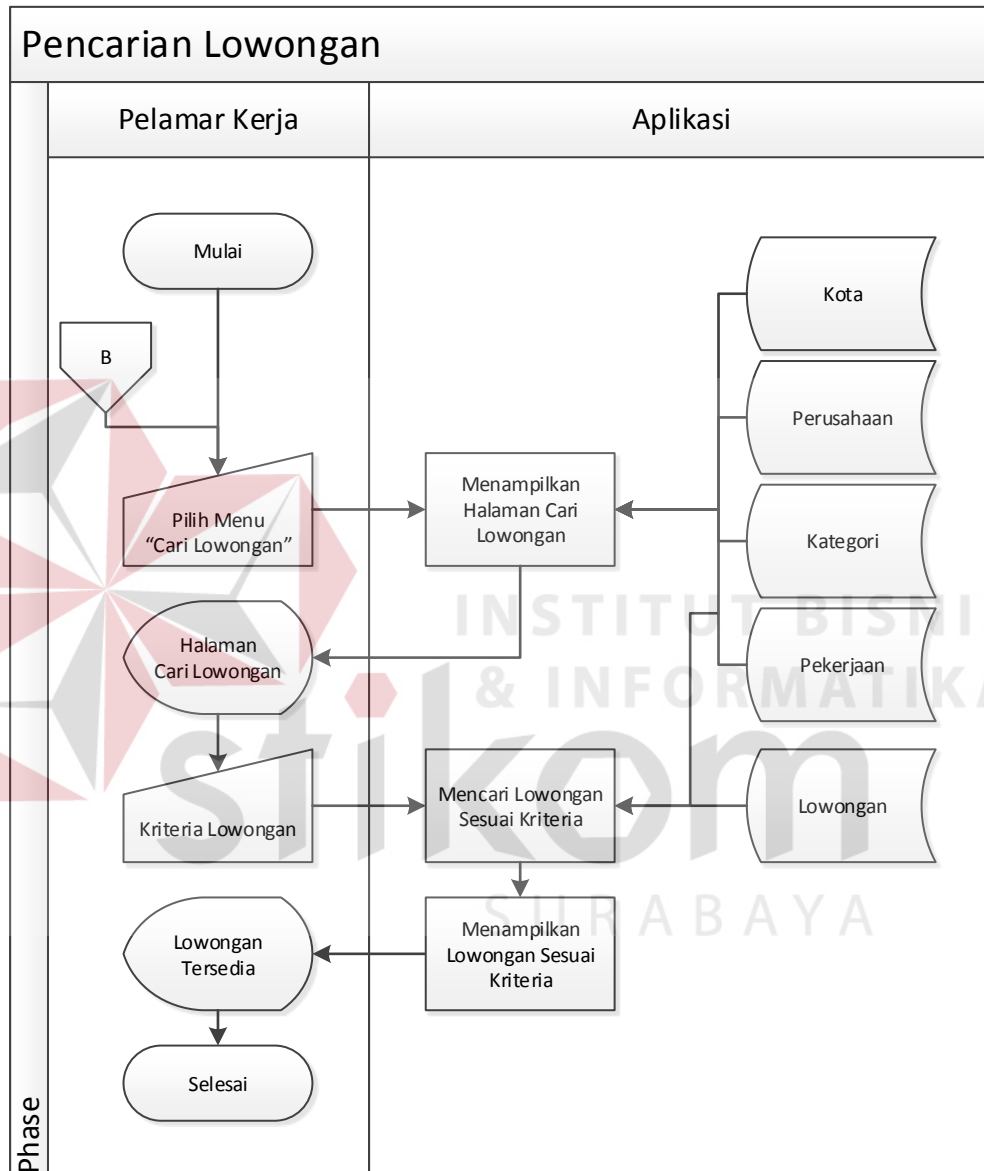 Pencarian Lowongan
Pelamar Kerja
Aplikasi
Mulai
Kota
B
Perusahaan
Pilih Menu
“Cari Lowongan”
Menampilkan
Halaman Cari
Lowongan
Kategori
Halaman
Cari Lowongan
Pekerjaan
Kriteria Lowongan
Mencari Lowongan
Sesuai Kriteria
Lowongan
Lowongan
Tersedia
Menampilkan
Lowongan Sesuai
Kriteria
Selesai
Phase
INSTITUT BISNI
& INFORMATIKA
stikom
SURABAYA